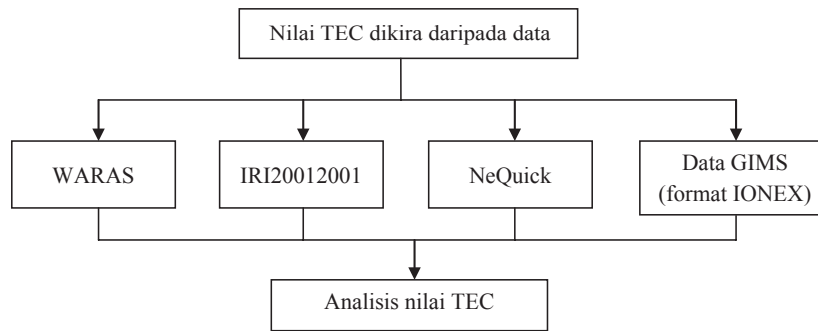 Nilai TEC dikira daripada data
WARAS
IRI20012001
NeQuick
Data GIMS
(format IONEX)
Analisis nilai TEC